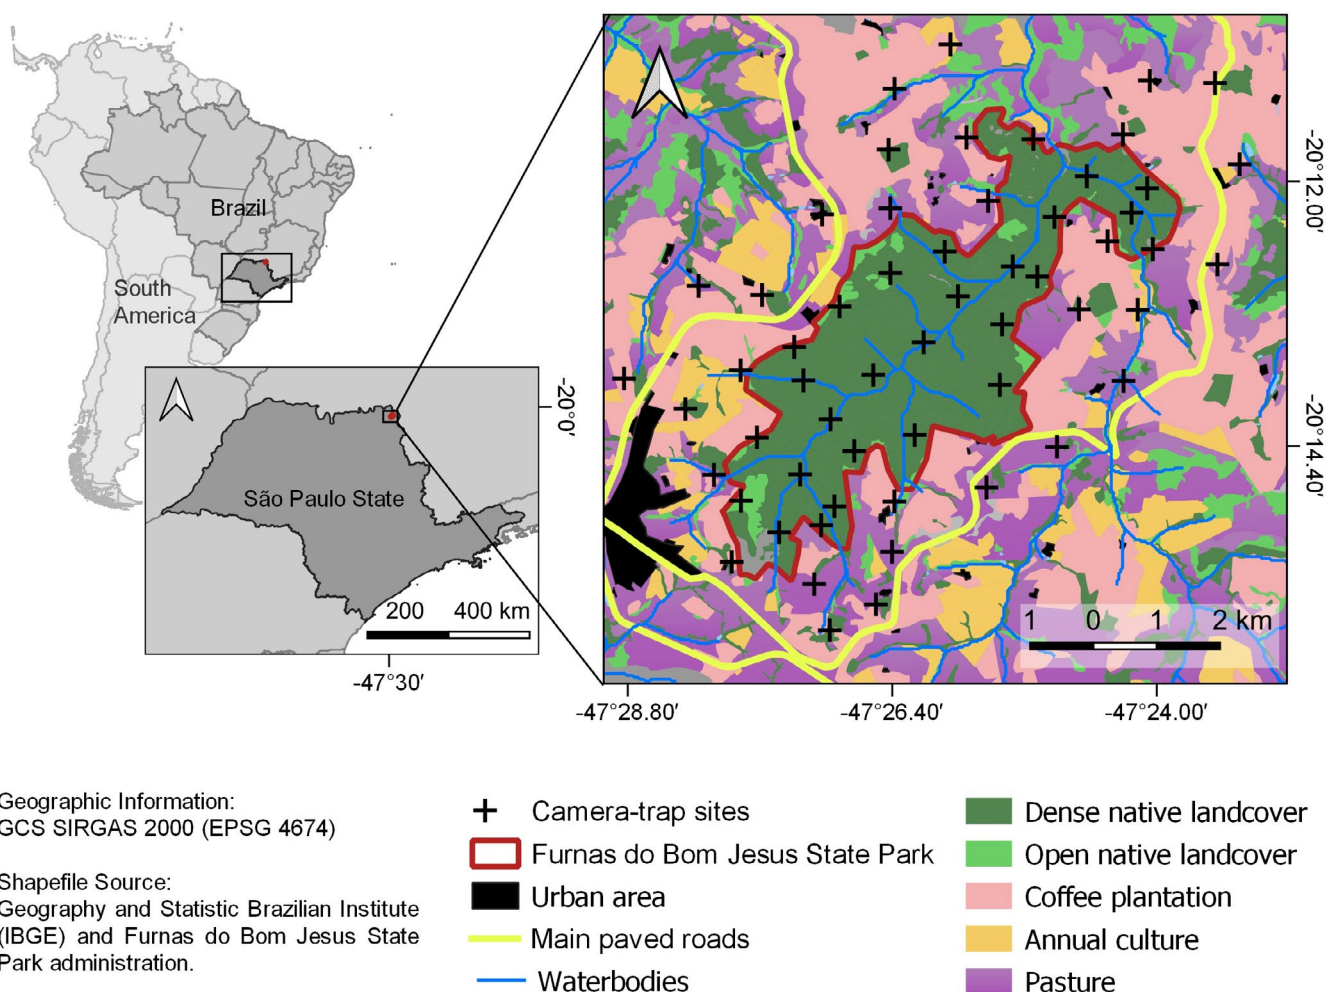 Brazil
South
America
-20°0'
São Paulo State
200 400 km
-47°30'
-20°12.00'
-20°14.40'
1 0 1 2 km
-47°28.80' -47°26.40' -47°24.00'
Geographic Information:
GCS SIRGAS 2000 (EPSG 4674)
Shapefile Source:
Geography and Statistic Brazilian Institute
(IBGE) and Furnas do Bom Jesus State
Park administration.
Camera-trap sites
Furnas do Bom Jesus State Park
Urban area
Main paved roads
Waterbodies
Dense native landcover
Open native landcover
Coffee plantation
Annual culture
Pasture